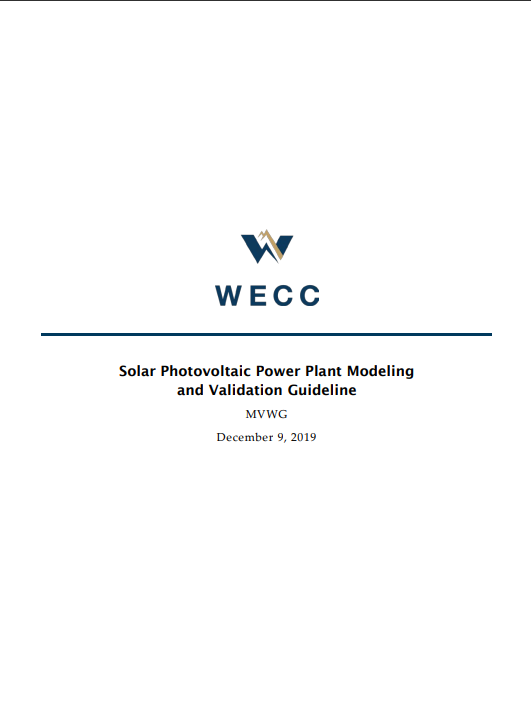 WECC
Solar Photovoltaic Power Plant Modeling
and Validation Guideline
MVWG
December 9, 2019